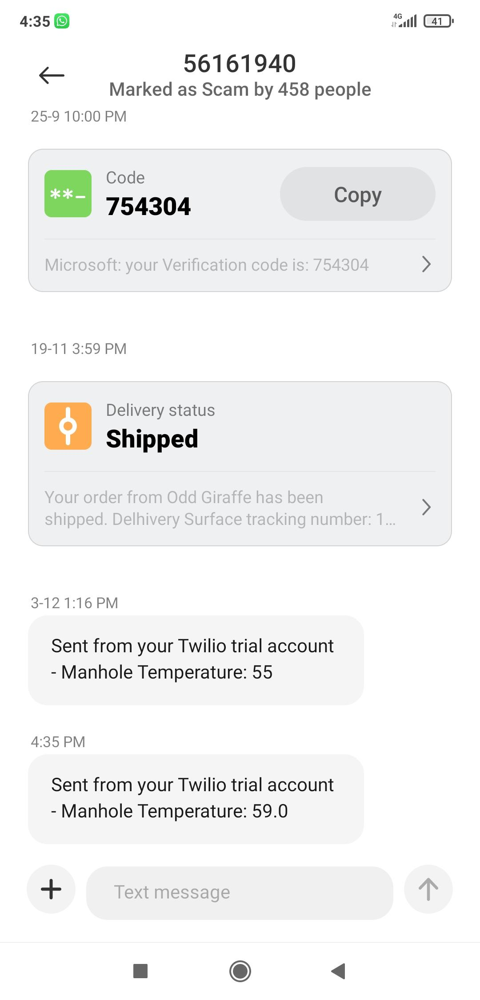 4:35
4G
41
56161940
Marked as Scam by 458 people
25-9 10:00 PM
**_
Code
754304
Copy
Microsoft: your Verification code is: 754304
19-11 3:59 PM
Delivery status
Shipped
Your order from Odd Giraffe has been
shipped. Delhivery Surface tracking number: 1...
3-12 1:16 PM
Sent from your Twilio trial account
- Manhole Temperature: 55
4:35 PM
Sent from your Twilio trial account
- Manhole Temperature: 59.0
Text message